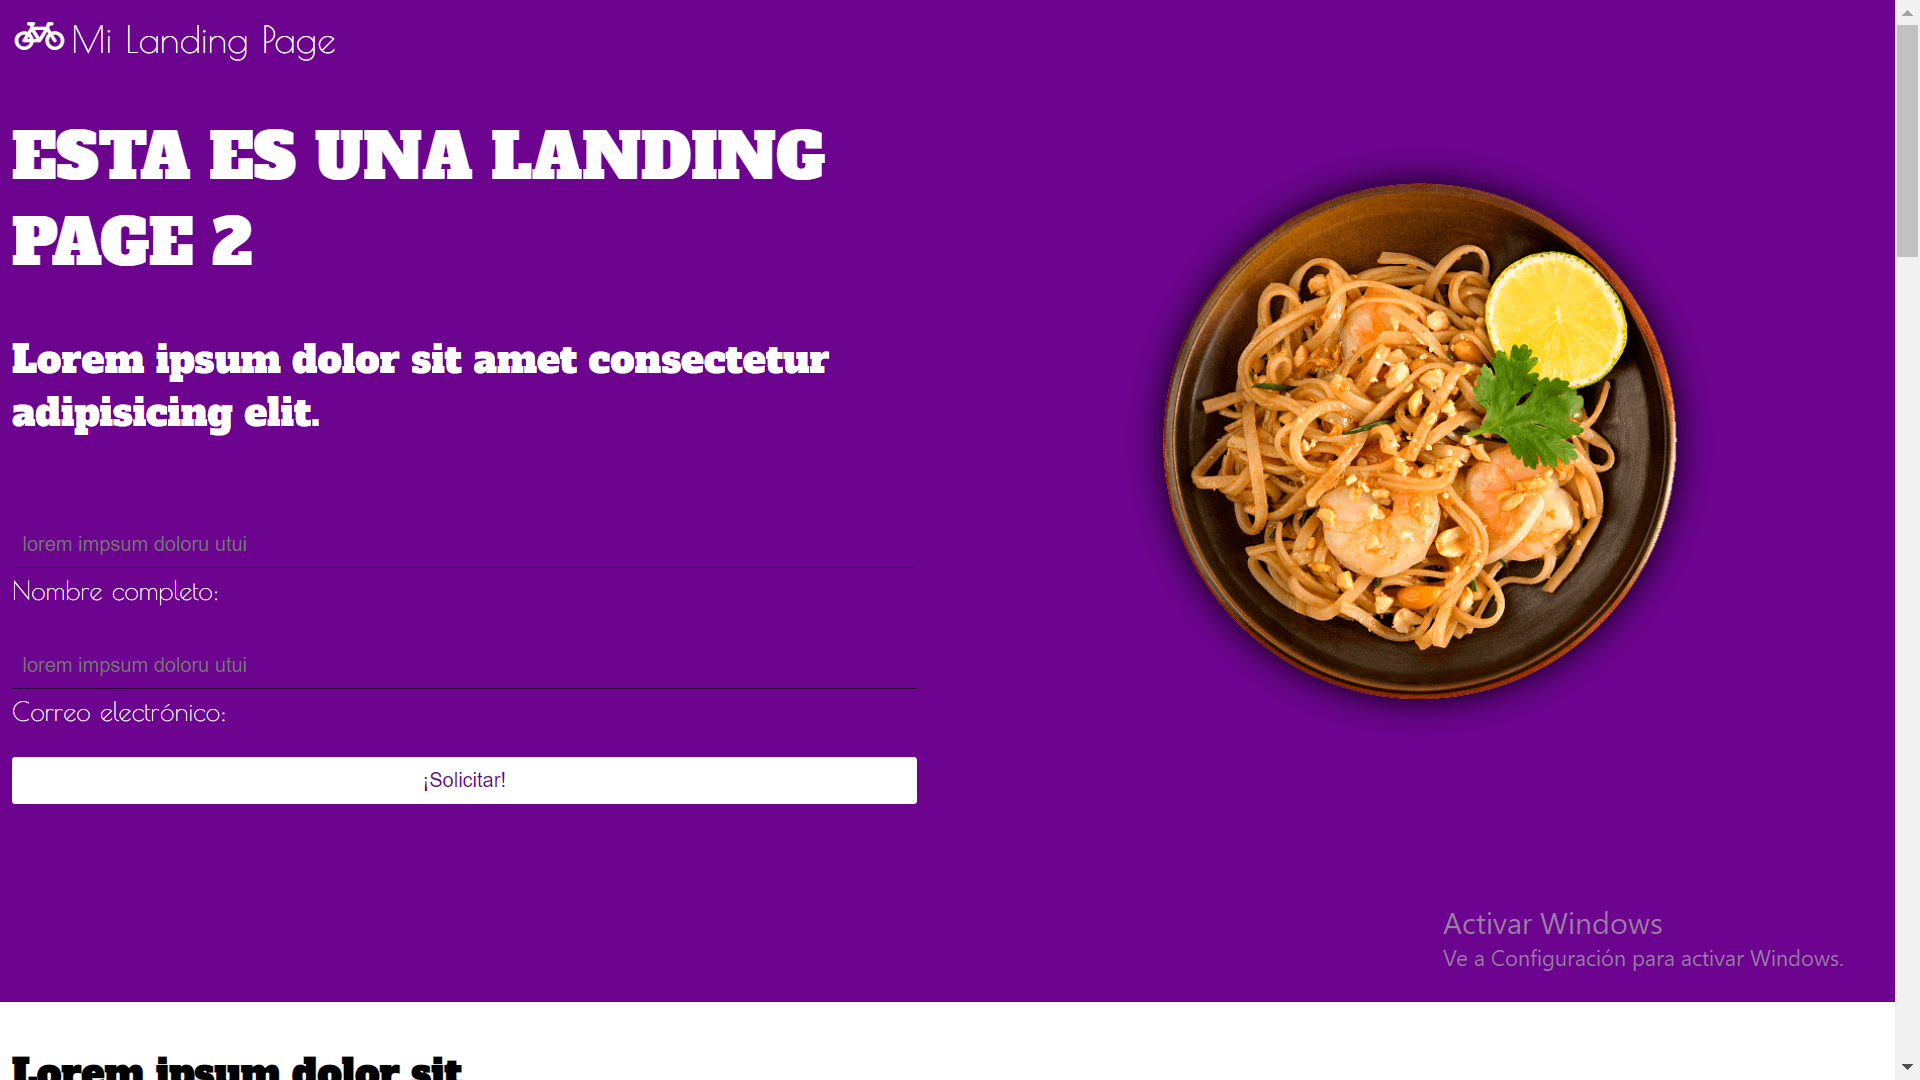 Mi Landing Page
ESTA ES UNA LANDING
PAGE 2
Lorem ipsum dolor sit amet consectetur
adipisicing elit.
lorem impsum doloru utui
Nombre completo:
lorem impsum doloru utui
Correo electrónico:
¡Solicitar!
Activar Windows
Ve a Configuración para activar Windows.
Lorem ipsum dolor sit